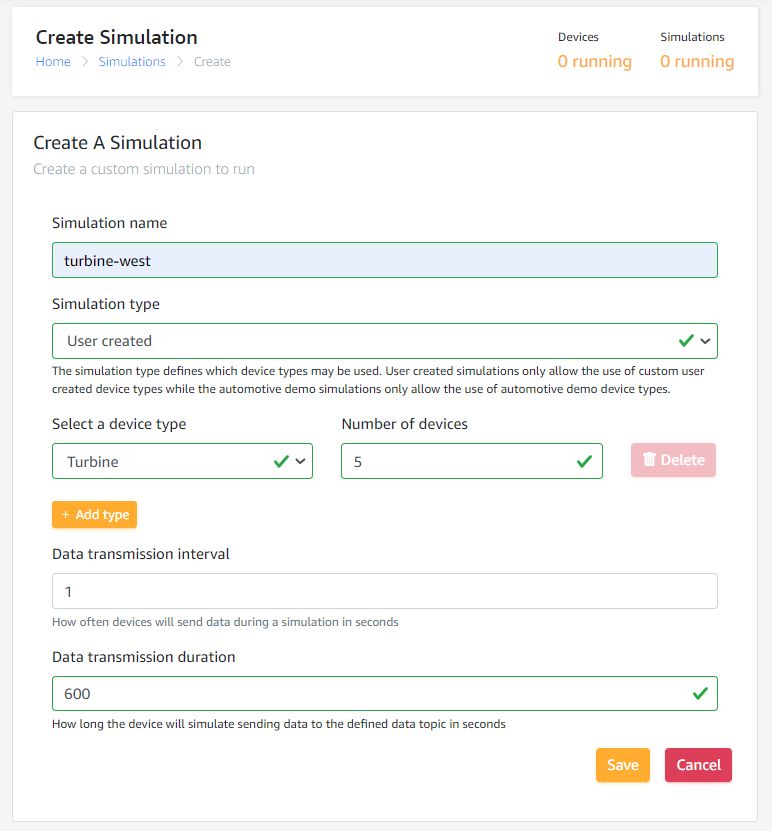 Create Simulation
Devices
Simulations
Home > Simulations > Create
0 running
0 running
Create A Simulation
Create a custom simulation to run
Simulation name
turbine-west
Simulation type
User created
The simulation type defines which device types may be used. User created simulations only allow the use of custom user
created device types while the automotive demo simulations only allow the use of automotive demo device types.
Select a device type
Number of devices
Turbine
5
Delete
+ Add type
Data transmission interval
1
How often devices will send data during a simulation in seconds
Data transmission duration
600
How long the device will simulate sending data to the defined data topic in seconds
Save
Cancel